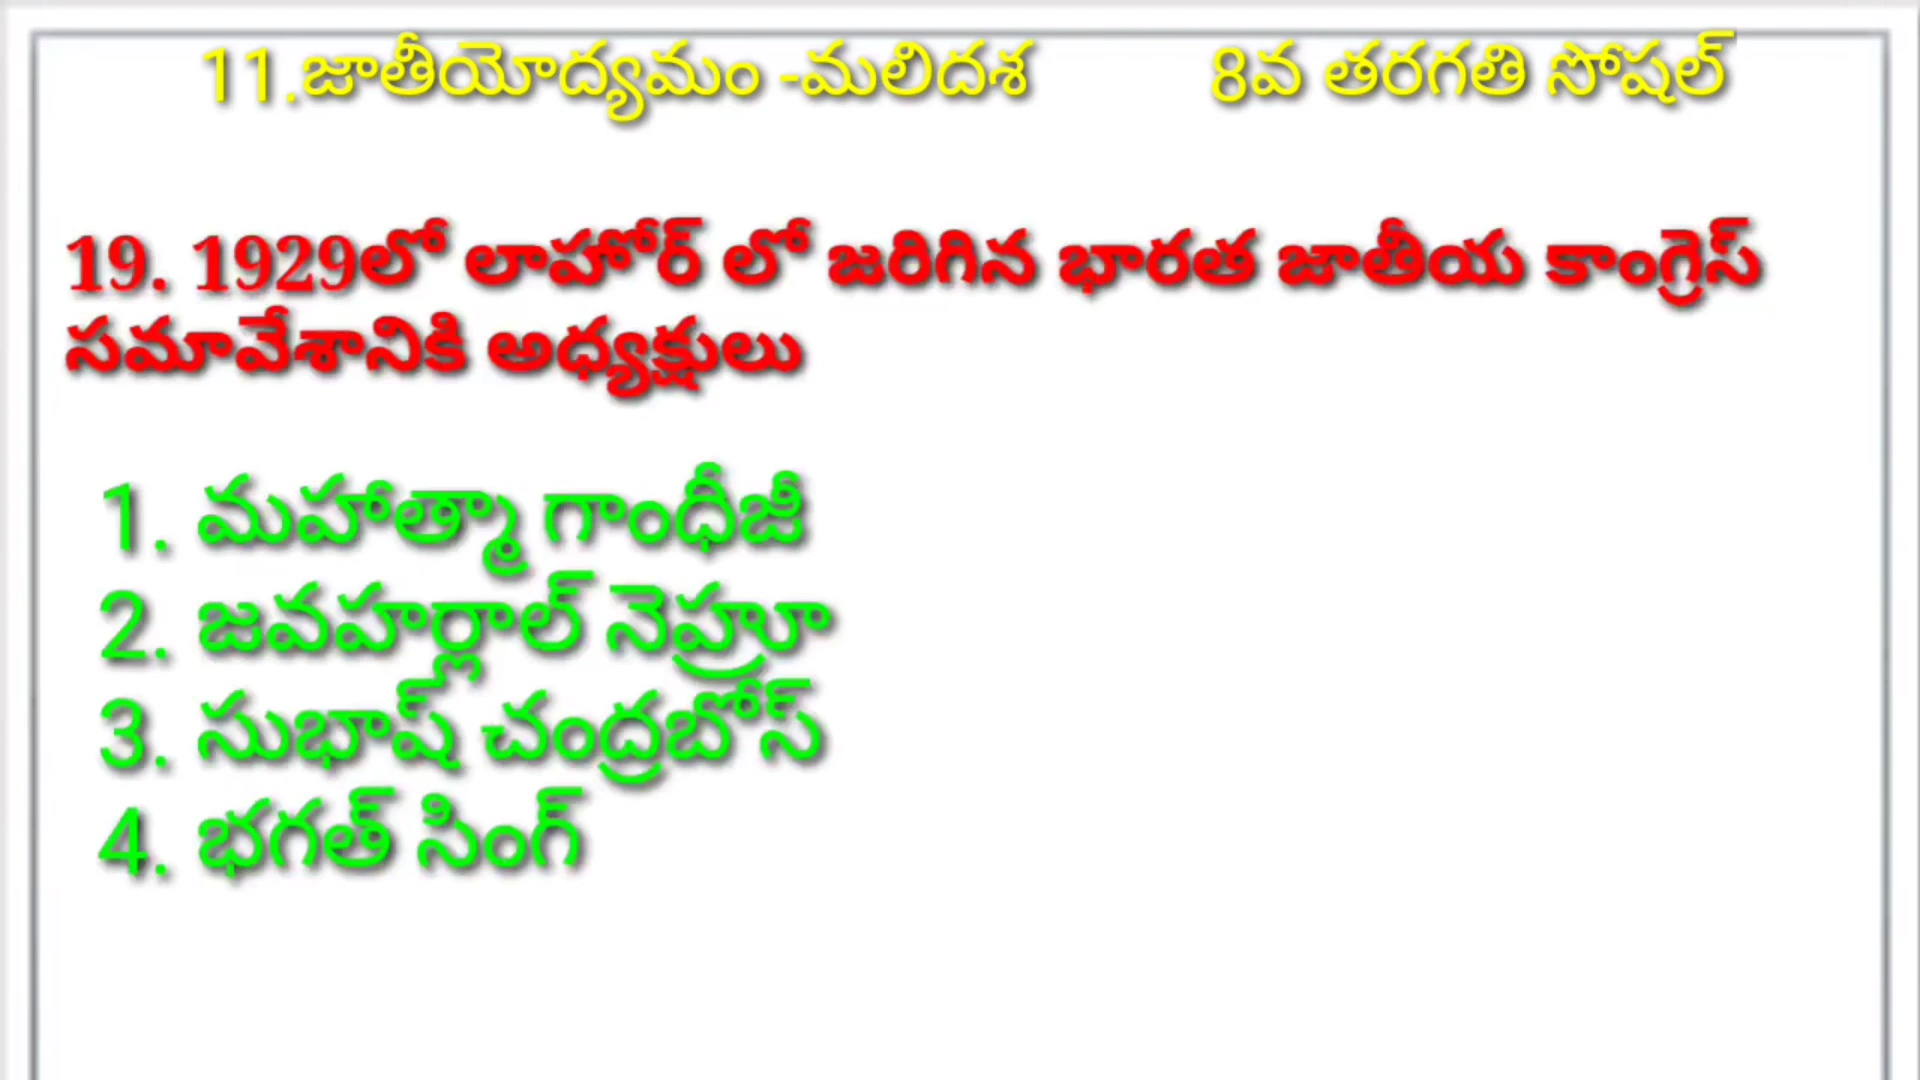 11.జాతీయోద్యమం -మలిదశ 8వ తరగతి సోషల్
19. 1929లో లాహోర్ లో జరిగిన భారత జాతీయ కాంగ్రెస్
సమావేశానికి అధ్యక్షులు
1. మహాత్మా గాంధీజీ
2. జవహర్లాల్ నెహ్రూ
3. సుభాష్ చంద్రబోస్
4. భగత్ సింగ్